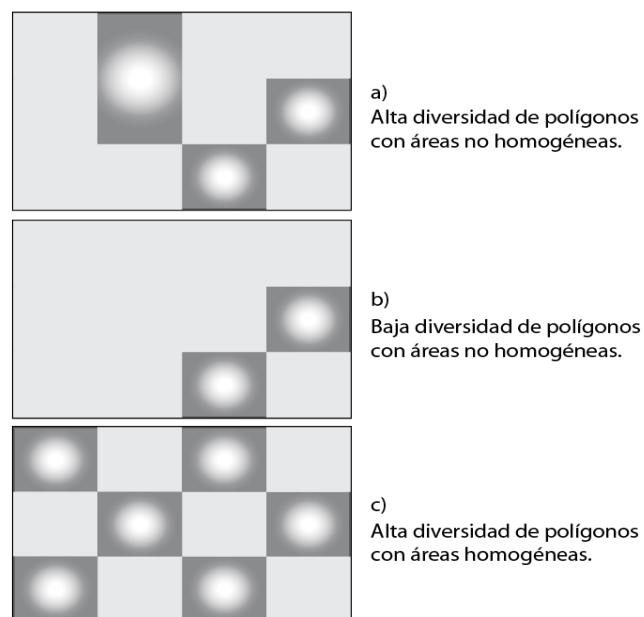 a)
Alta diversidad de polígonos
con áreas no homogéneas.
b)
Baja diversidad de polígonos
con áreas no homogéneas.
c)
Alta diversidad de polígonos
con áreas homogéneas.